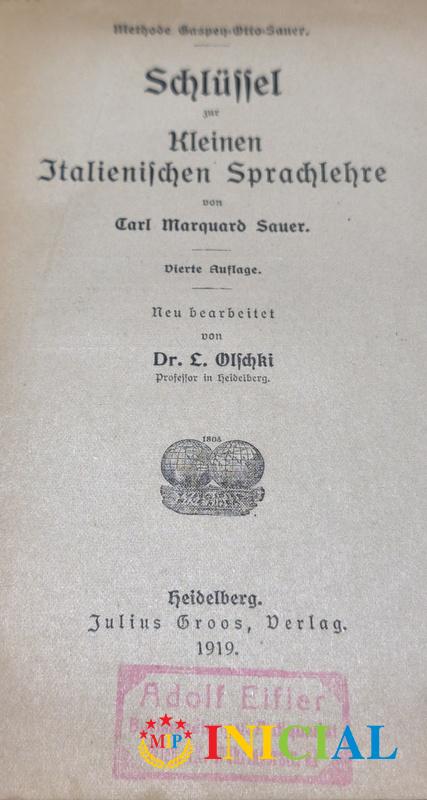 Methode Gaspey-Otto-Sauer.
Schlüssel
zur
Kleinen
Italienischen Sprachlehre
von
Carl Marquard Sauer.
Vierte Auflage.
Neu bearbeitet
von
Dr. L. Olschki
Professor in Heidelberg.
1805
Heidelberg.
Julius Groos, Verlag.
1919.
Adolf Eifler
MP INICIAL